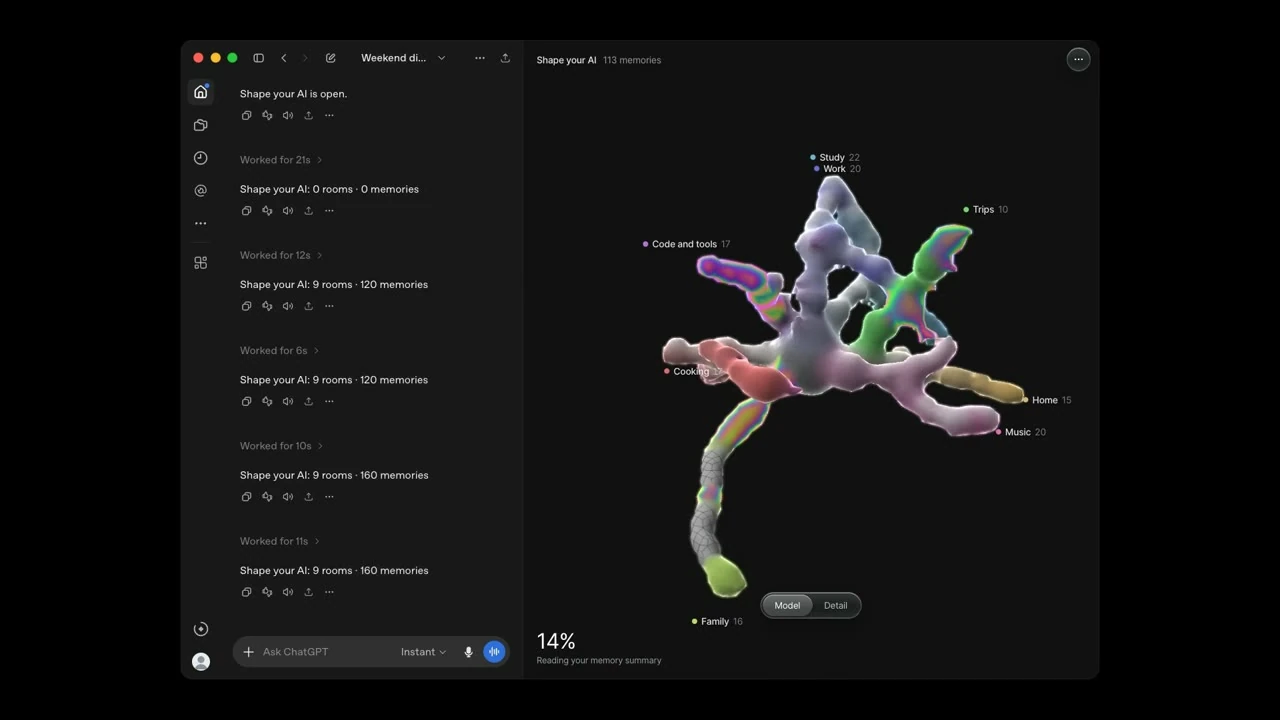 Weekend di...
Shape your AI is open.
Worked for 21s
Shape your AI: 0 rooms · 0 memories
Worked for 12s
Shape your AI: 9 rooms · 120 memories
Worked for 6s
Shape your AI: 9 rooms · 120 memories
Worked for 10s
Shape your AI: 9 rooms · 160 memories
Worked for 11s
Shape your AI: 9 rooms · 160 memories
Ask ChatGPT
Instant
Shape your AI 113 memories
Study 22
Work 20
Trips 10
Code and tools 17
Cooking
Home 15
Music 20
Family 16
Model
Detail
14%
Reading your memory summary